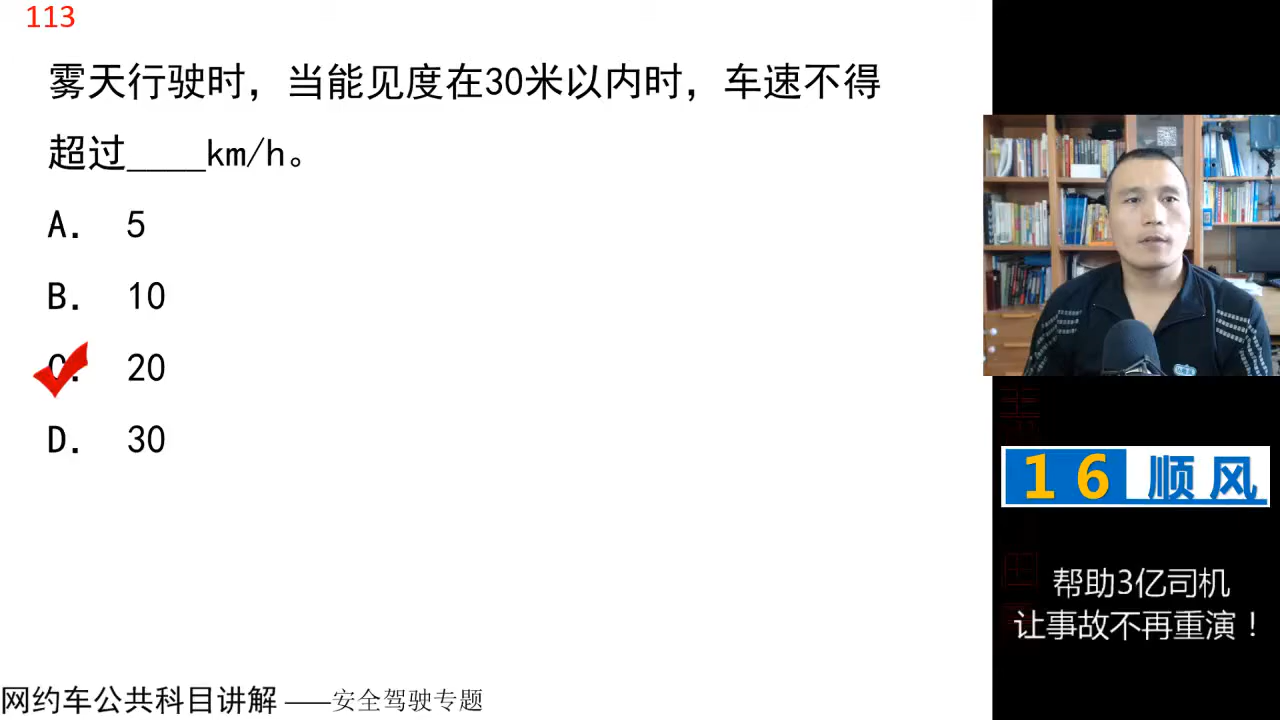 113
雾天行驶时，当能见度在30米以内时，车速不得
超过____km/h。
A. 5
B. 10
C. 20
D. 30
16顺风
帮助3亿司机
让事故不再重演！
网约车公共科目讲解 ——安全驾驶专题